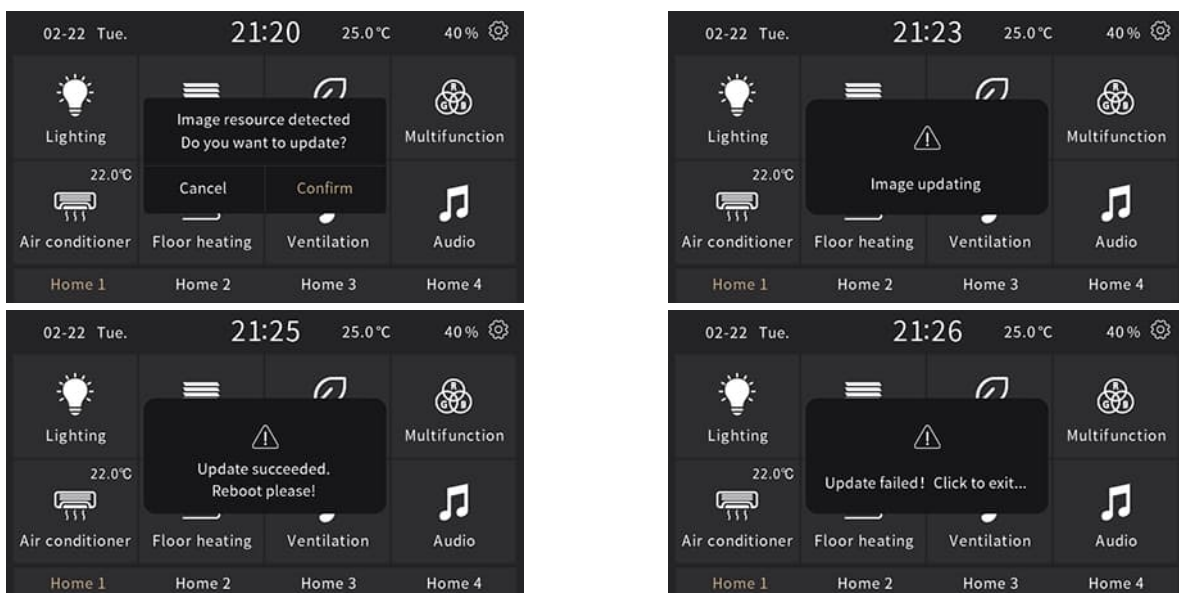 02-22 Tue. 21:20 25.0℃ 40%
Lighting
Image resource detected
Do you want to update?
Multifunction
22.0℃
Cancel Confirm
Air conditioner Floor heating Ventilation Audio
Home 1 Home 2 Home 3 Home 4
02-22 Tue. 21:23 25.0℃ 40%
R
G B
Lighting Multifunction
22.0℃
Image updating
Air conditioner Floor heating Ventilation Audio
Home 1 Home 2 Home 3 Home 4
02-22 Tue. 21:25 25.0℃ 40%
Lighting Multifunction
22.0℃
Update succeeded.
Reboot please!
Air conditioner Floor heating Ventilation Audio
Home 1 Home 2 Home 3 Home 4
02-22 Tue. 21:26 25.0℃ 40%
Lighting Multifunction
22.0℃
Update failed! Click to exit...
Air conditioner Floor heating Ventilation Audio
Home 1 Home 2 Home 3 Home 4